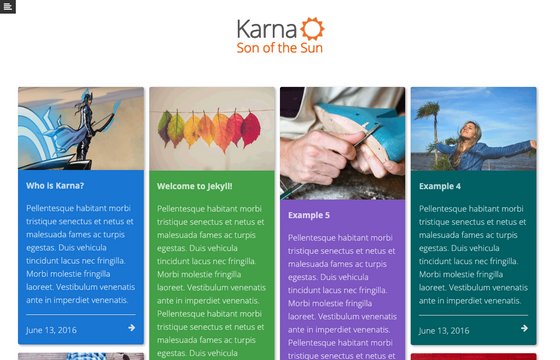 Karna
Son of the Sun
Who is Karna?
Pellentesque habitant morbi
tristique senectus et netus et
malesuada fames ac turpis
egestas. Duis vehicula
tincidunt lacus nec fringilla.
Morbi molestie fringilla
laoreet. Vestibulum venenatis
ante in imperdiet venenatis.
June 13, 2016
Welcome to Jekyll!
Pellentesque habitant morbi
tristique senectus et netus et
malesuada fames ac turpis
egestas. Duis vehicula
tincidunt lacus nec fringilla.
Morbi molestie fringilla
laoreet. Vestibulum venenatis
ante in imperdiet venenatis.
Pellentesque habitant morbi
tristique senectus et netus et
malesuada fames ac turpis
egestas. Duis vehicula
Example 5
Pellentesque habitant morbi
tristique senectus et netus et
malesuada fames ac turpis
egestas. Duis vehicula
tincidunt lacus nec fringilla.
Morbi molestie fringilla
laoreet. Vestibulum venenatis
ante in imperdiet venenatis.
Pellentesque habitant morbi
Example 4
Pellentesque habitant morbi
tristique senectus et netus et
malesuada fames ac turpis
egestas. Duis vehicula
tincidunt lacus nec fringilla.
Morbi molestie fringilla
laoreet. Vestibulum venenatis
ante in imperdiet venenatis.
June 13, 2016